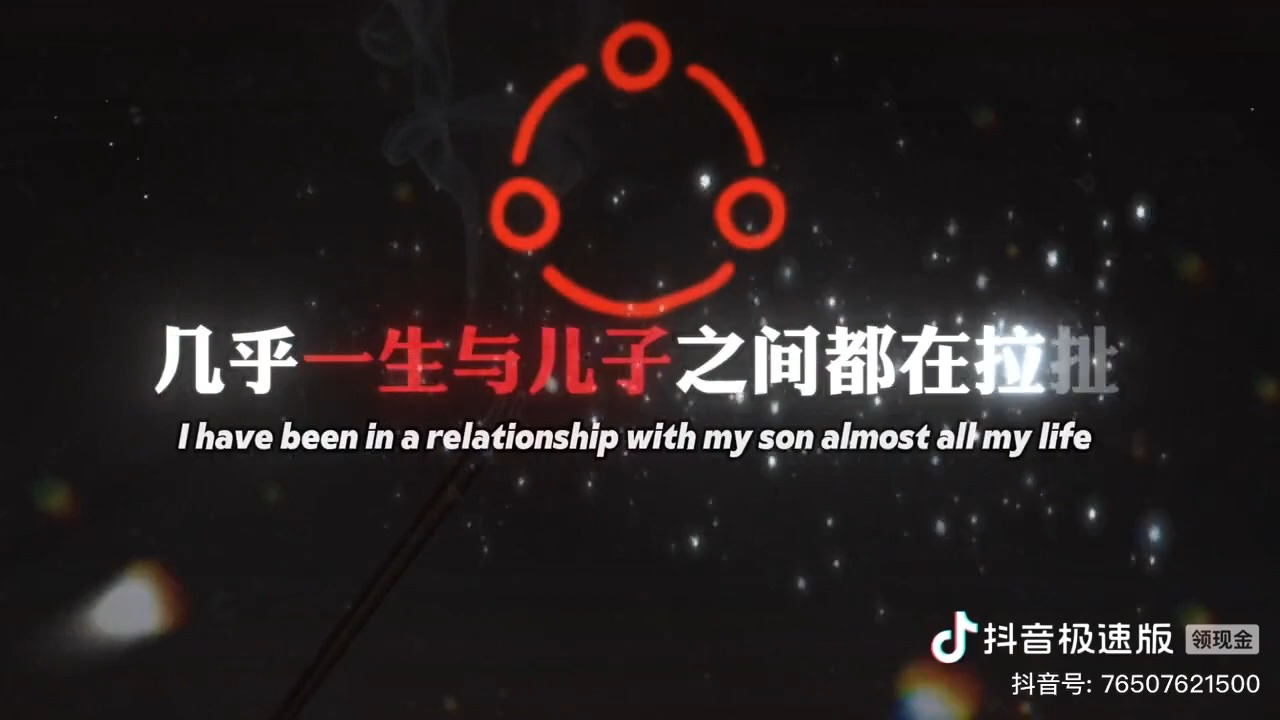 几乎一生与儿子之间都在拉扯
I have been in a relationship with my son almost all my life
抖音极速版 领现金
抖音号: 76507621500